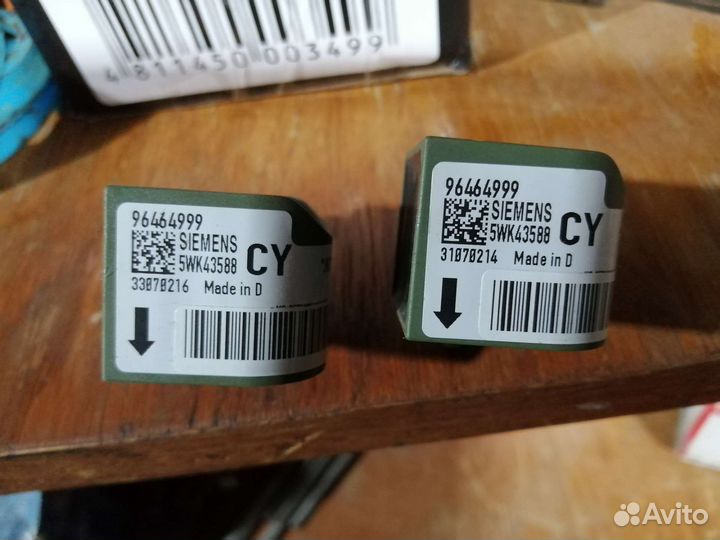 4 811450 003499
96464999
SIEMENS
5WK43588
CY
33070216 Made in D
96464999
SIEMENS
5WK43588
CY
31070214 Made in D
Avito